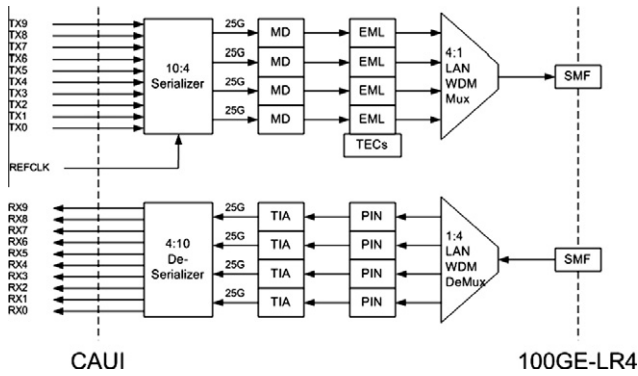 TX9
TX8
TX7
TX6
TX5
TX4
TX3
TX2
TX1
TX0
REFCLK
10:4
Serializer
25G
25G
25G
25G
MD
MD
MD
MD
EML
EML
EML
EML
TECs
4:1
LAN
WDM
Mux
SMF
RX9
RX8
RX7
RX6
RX5
RX4
RX3
RX2
RX1
RX0
4:10
De-
Serializer
25G
25G
25G
25G
TIA
TIA
TIA
TIA
PIN
PIN
PIN
PIN
1:4
LAN
WDM
DeMux
SMF
CAUI
100GE-LR4